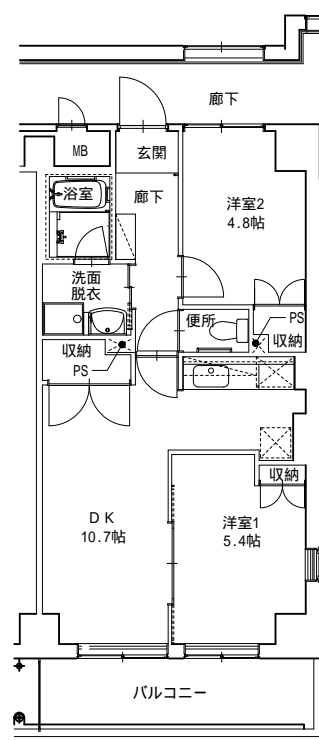 廊下
MB
玄関
浴室
廊下
洋室2
4.8帖
洗面
脱衣
便所
PS
収納
収納
PS
収納
DK
10.7帖
洋室1
5.4帖
バルコニー